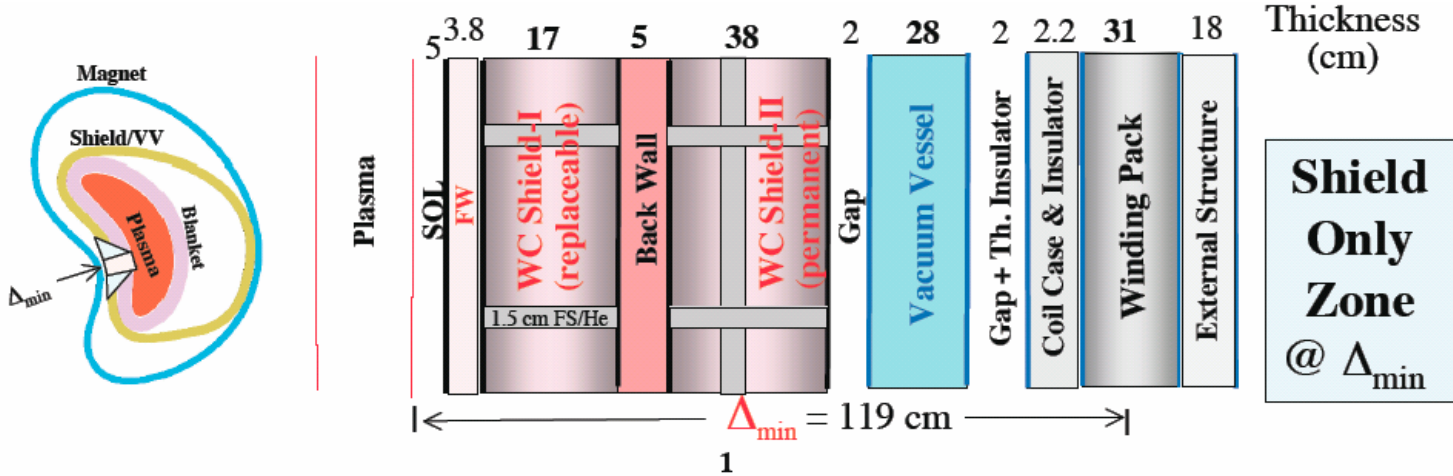 Magnet
Shield/VV
Plasma
Blanket
Δmin
Plasma
5 3.8 17 5 38 2 28 2 2.2 31 18 Thickness
(cm)
SOL
FW
WC Shield-I
(replaceable)
1.5 cm FS/He
Back Wall
WC Shield-II
(permanent)
Gap
Vacuum Vessel
Gap + Th. Insulator
Coil Case & Insulator
Winding Pack
External Structure
Δmin = 119 cm
1
Shield
Only
Zone
@ Δmin